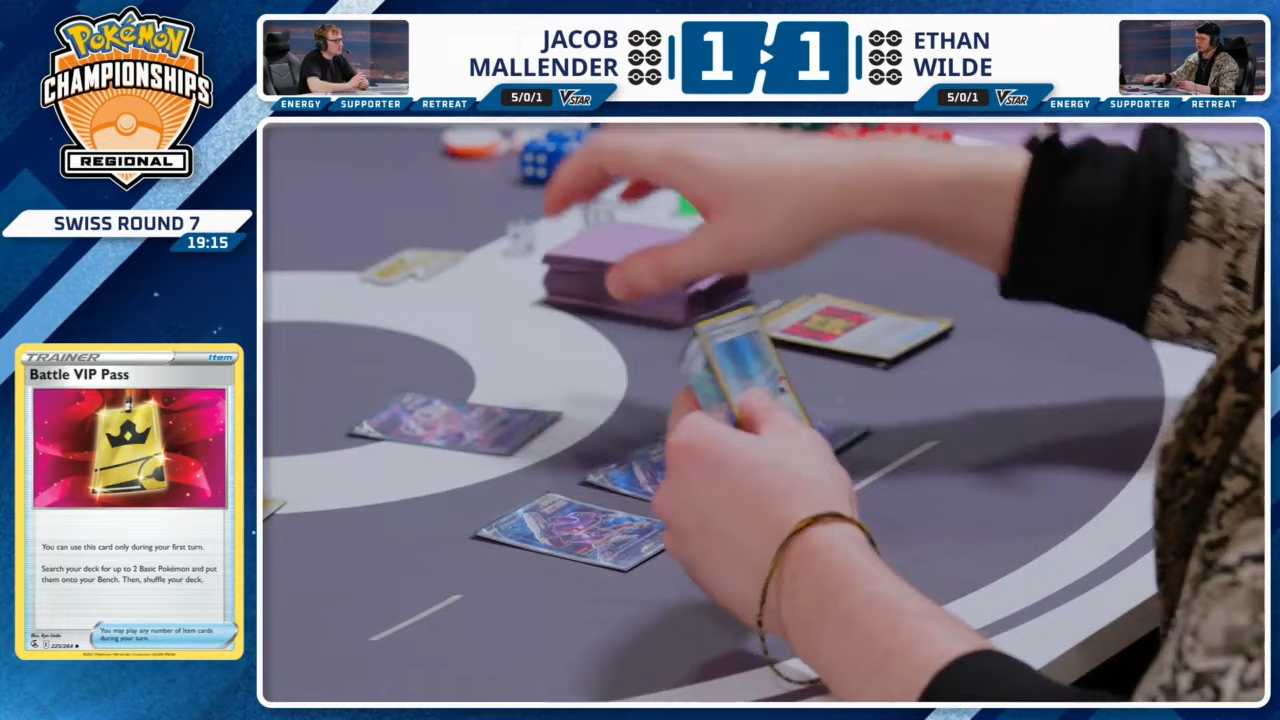 Pokémon
CHAMPIONSHIPS
REGIONAL
SWISS ROUND 7
19:15
JACOB
MALLENDER
1
1
ETHAN
WILDE
ENERGY
SUPPORTER
RETREAT
5/0/1
VSTAR
5/0/1
VSTAR
ENERGY
SUPPORTER
RETREAT
TRAINER
Item
Battle VIP Pass
You can use this card only during your first turn.
Search your deck for up to 2 Basic Pokémon and put
them onto your Bench. Then, shuffle your deck.
You may play any number of Item cards
during your turn.
225/264